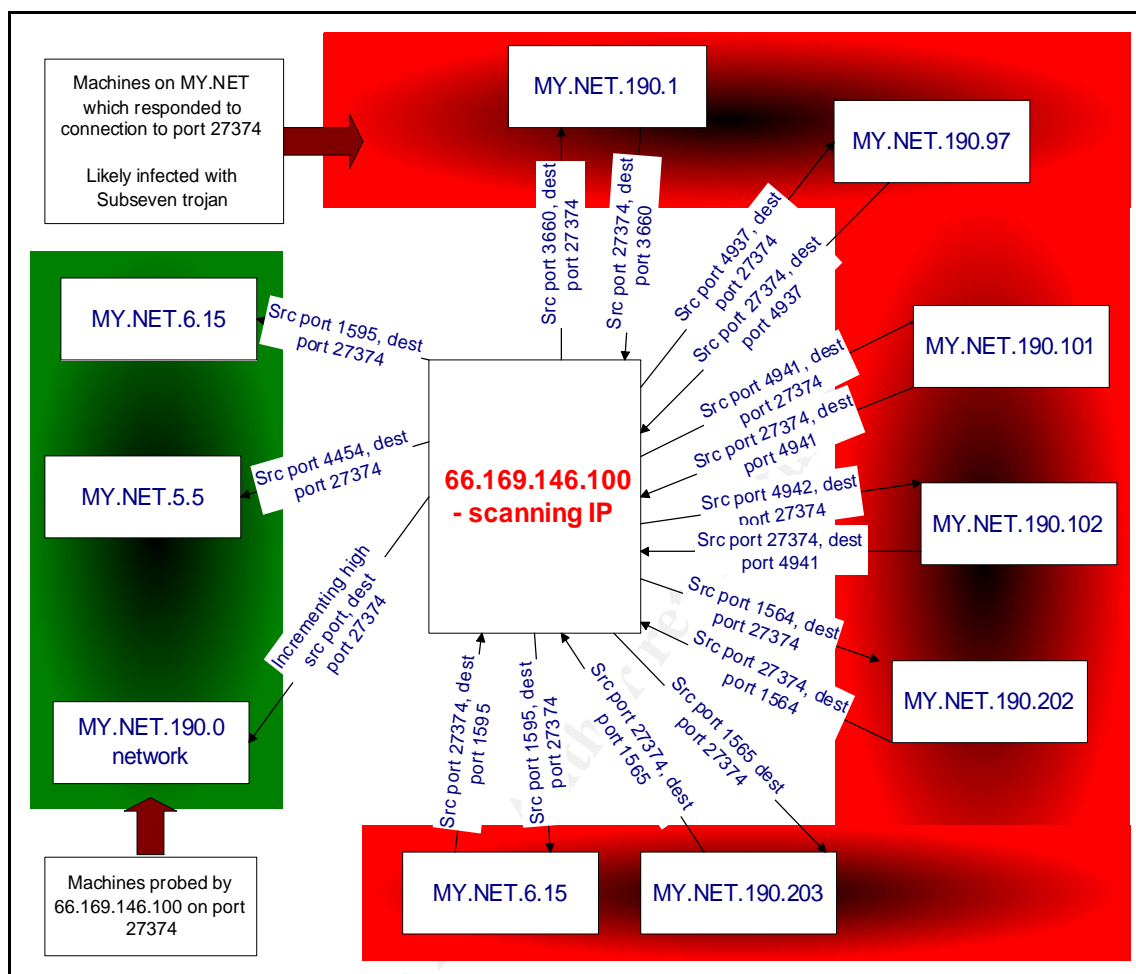 Machines on MY.NET
which responded to
connection to port 27374
Likely infected with
Subseven trojan
MY.NET.190.1
MY.NET.190.97
MY.NET.190.101
MY.NET.190.102
MY.NET.190.202
MY.NET.190.203
MY.NET.6.15
MY.NET.6.15
MY.NET.5.5
MY.NET.190.0
network
Machines probed by
66.169.146.100 on port
27374
66.169.146.100
- scanning IP
Src port 3660, dest
port 27374
Src port 27374, dest
port 3660
Src port 4937, dest
port 27374
Src port 27374, dest
port 4937
Src port 4941, dest
port 27374
Src port 27374, dest
port 4941
Src port 4942, dest
port 27374
Src port 27374, dest
port 4941
Src port 1564, dest
port 27374
Src port 27374, dest
port 1564
Src port 1565 dest
port 27374
Src port 27374, dest
port 1565
Src port 1595, dest
port 27374
Src port 27374, dest
port 1595
Src port 1595, dest
port 27374
Src port 4454, dest
port 27374
Incrementing high
src port, dest
port 27374